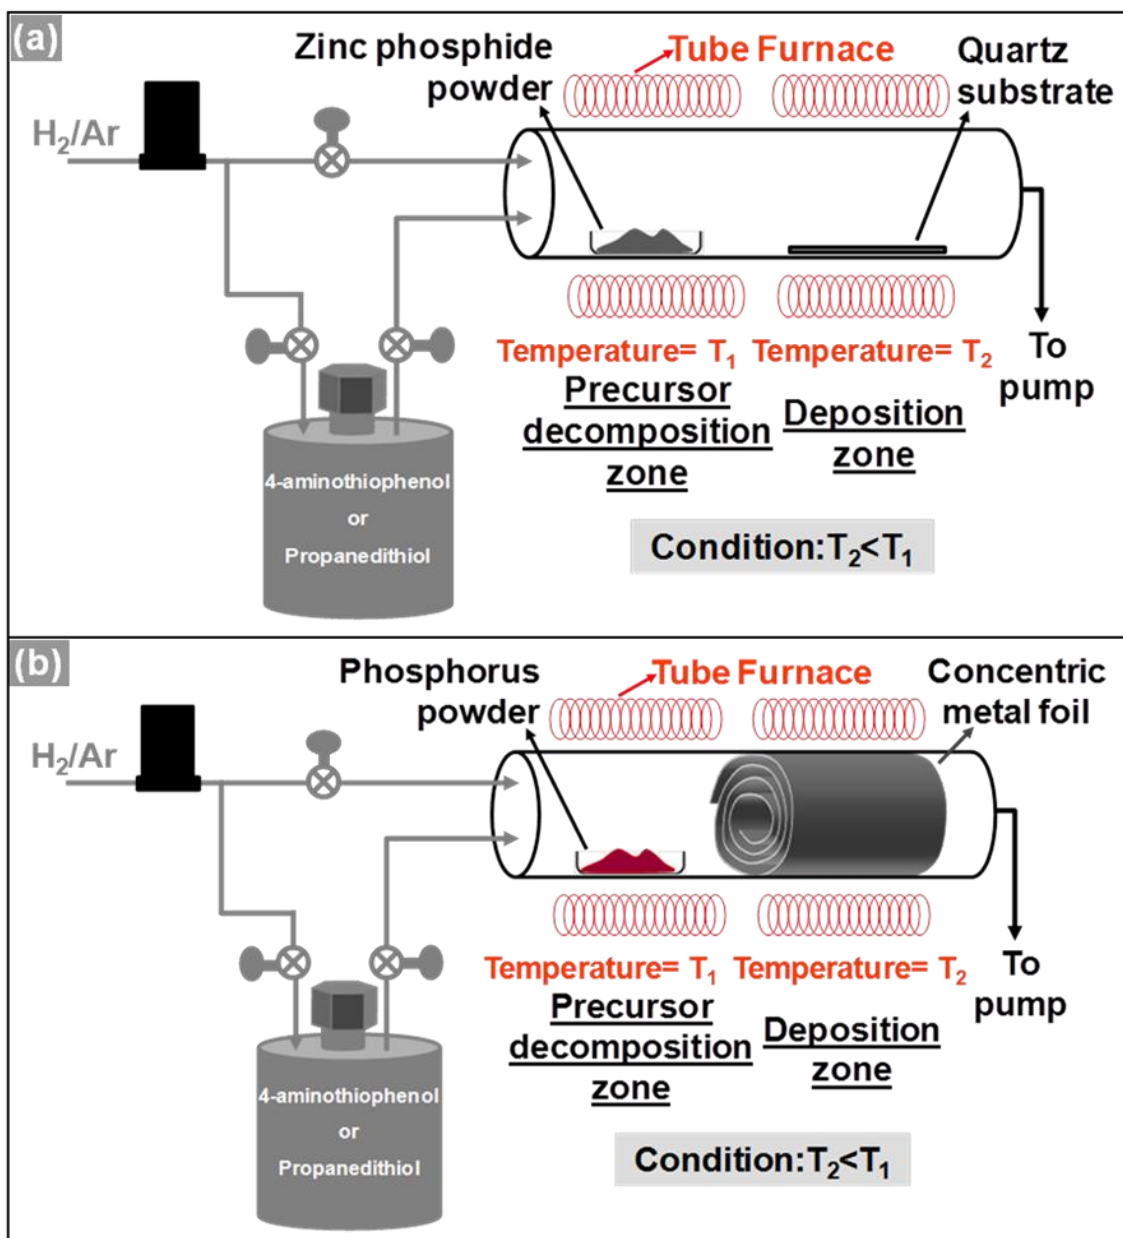 (a)
Zinc phosphide
powder
Tube Furnace
Quartz
substrate
H₂/Ar
Temperature= T₁
Temperature= T₂
To
pump
Precursor
decomposition
zone
Deposition
zone
4-aminothiophenol
or
Propanedithiol
Condition:T₂<T₁
(b)
Phosphorus
powder
Tube Furnace
Concentric
metal foil
H₂/Ar
Temperature= T₁
Temperature= T₂
To
pump
Precursor
decomposition
zone
Deposition
zone
4-aminothiophenol
or
Propanedithiol
Condition:T₂<T₁